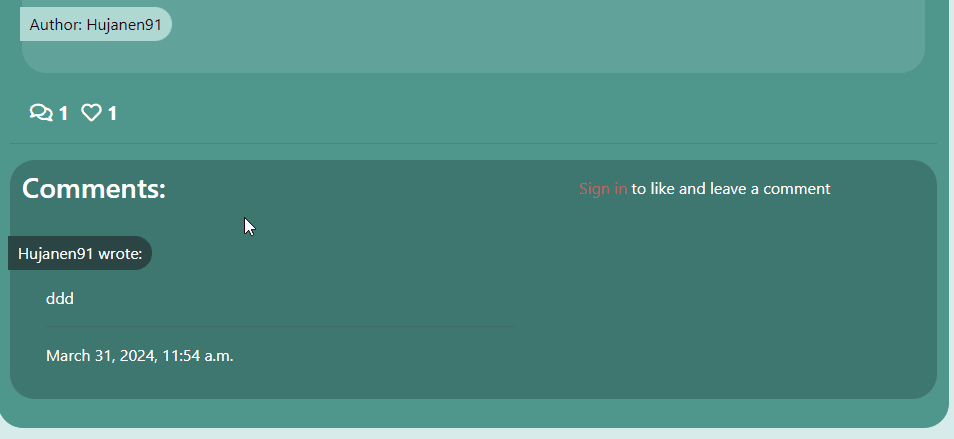 Author: Hujanen91
1 1
Comments:
Sign in to like and leave a comment
Hujanen91 wrote:
ddd
March 31, 2024, 11:54 a.m.